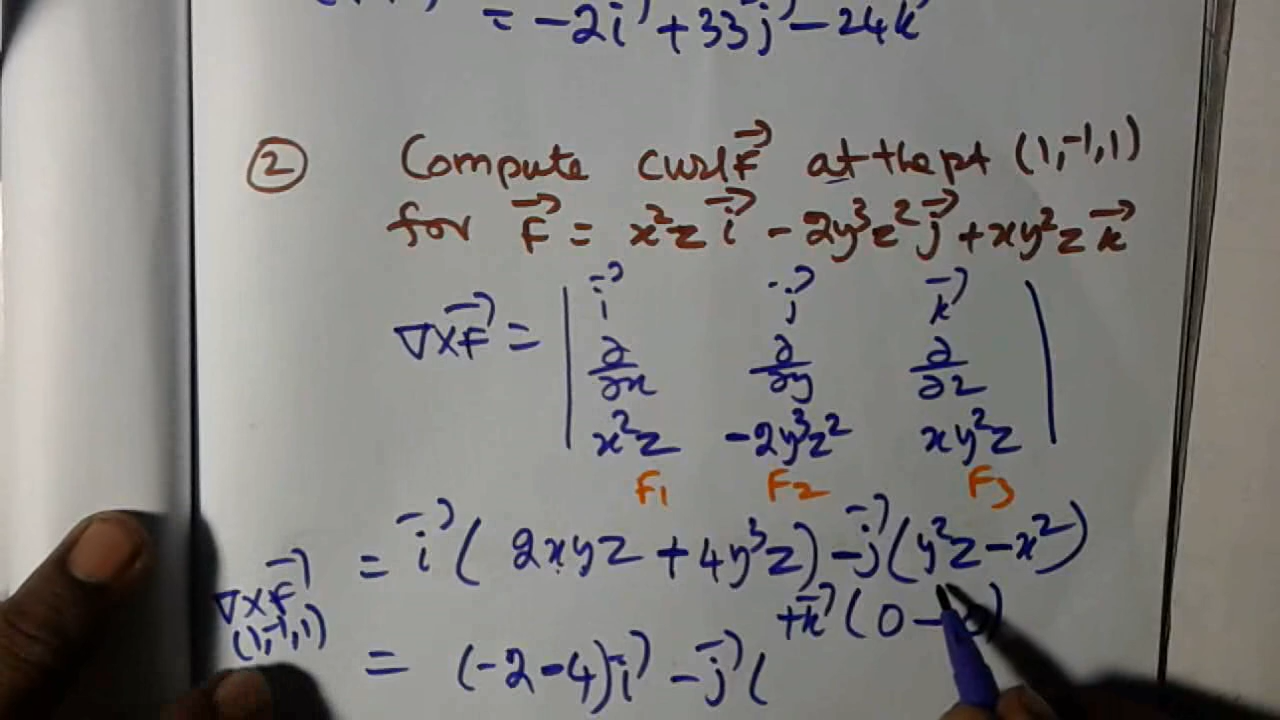 = -2i⃗ + 33j⃗ - 24k⃗
② Compute curl F⃗ at the pt (1,-1,1)
for F⃗ = x²z i⃗ - 2y³z² j⃗ + xy²z k⃗
∇×F⃗ = | i⃗ j⃗ k⃗ |
∂/∂x ∂/∂y ∂/∂z
x²z -2y³z² xy²z
F₁ F₂ F₃
= i⃗ ( 2xyz + 4y³z) - j⃗ (y²z - x²)
+ k⃗ (0 - 0)
∇×F⃗
(1,-1,1)
= (-2-4) i⃗ - j⃗ (